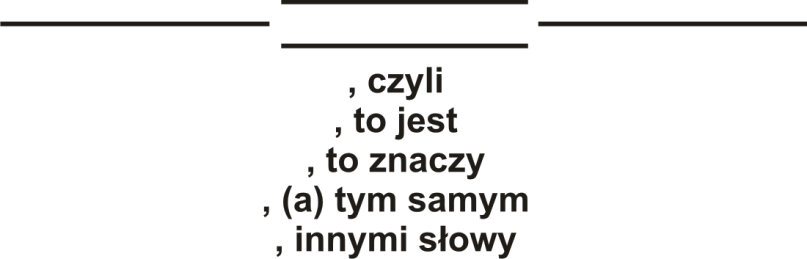 , czyli
, to jest
, to znaczy
, (a) tym samym
, innymi słowy